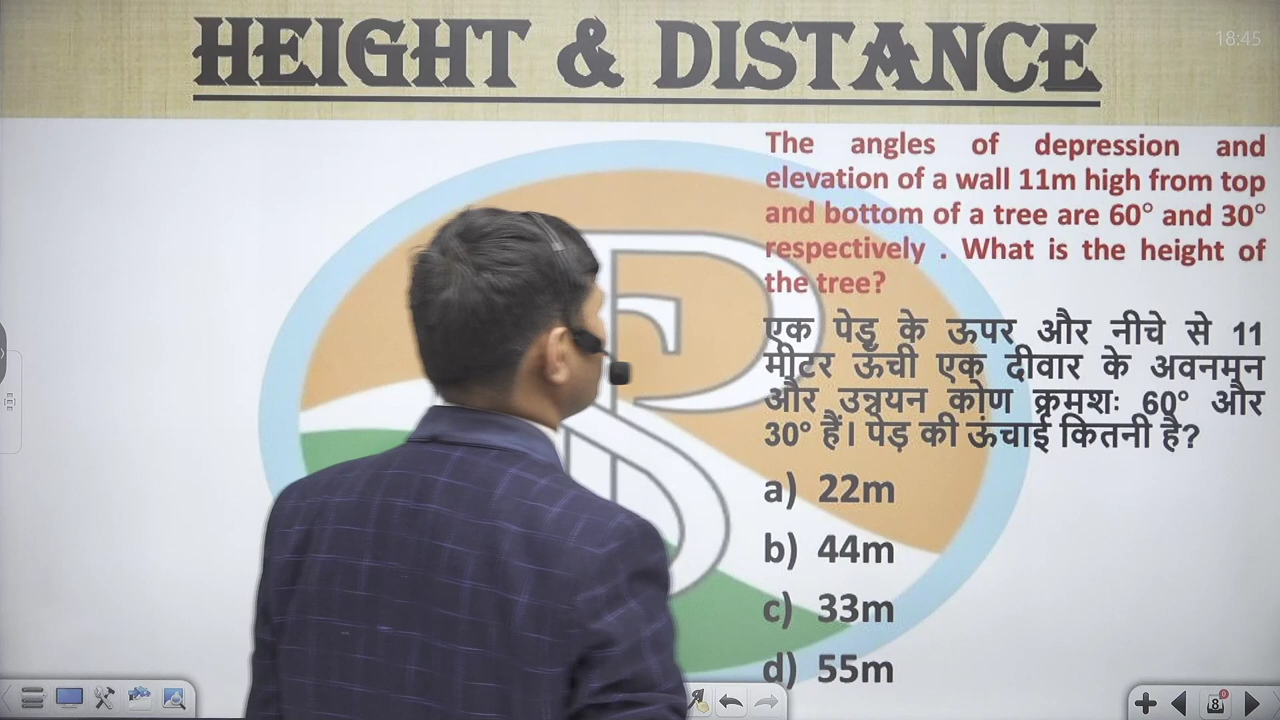 HEIGHT & DISTANCE
18:45
The angles of depression and
elevation of a wall 11m high from top
and bottom of a tree are 60° and 30°
respectively . What is the height of
the tree?
एक पेड़ के ऊपर और नीचे से 11
मीटर ऊँची एक दीवार के अवनमन
और उन्नयन कोण क्रमशः 60° और
30° हैं। पेड़ की ऊंचाई कितनी है?
a) 22m
b) 44m
c) 33m
d) 55m
8